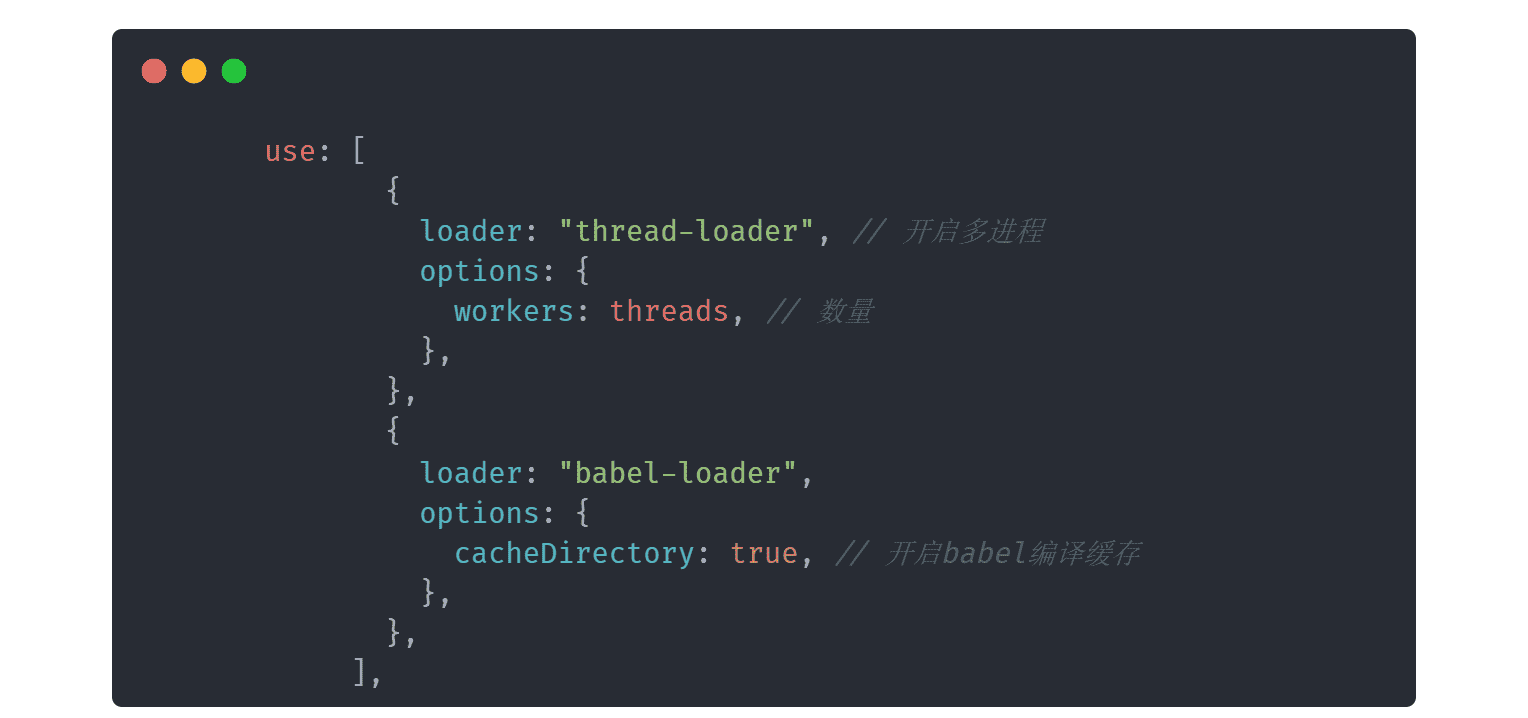 use: [
{
loader: "thread-loader", // 开启多进程
options: {
workers: threads, // 数量
},
},
{
loader: "babel-loader",
options: {
cacheDirectory: true, // 开启babel编译缓存
},
},
],